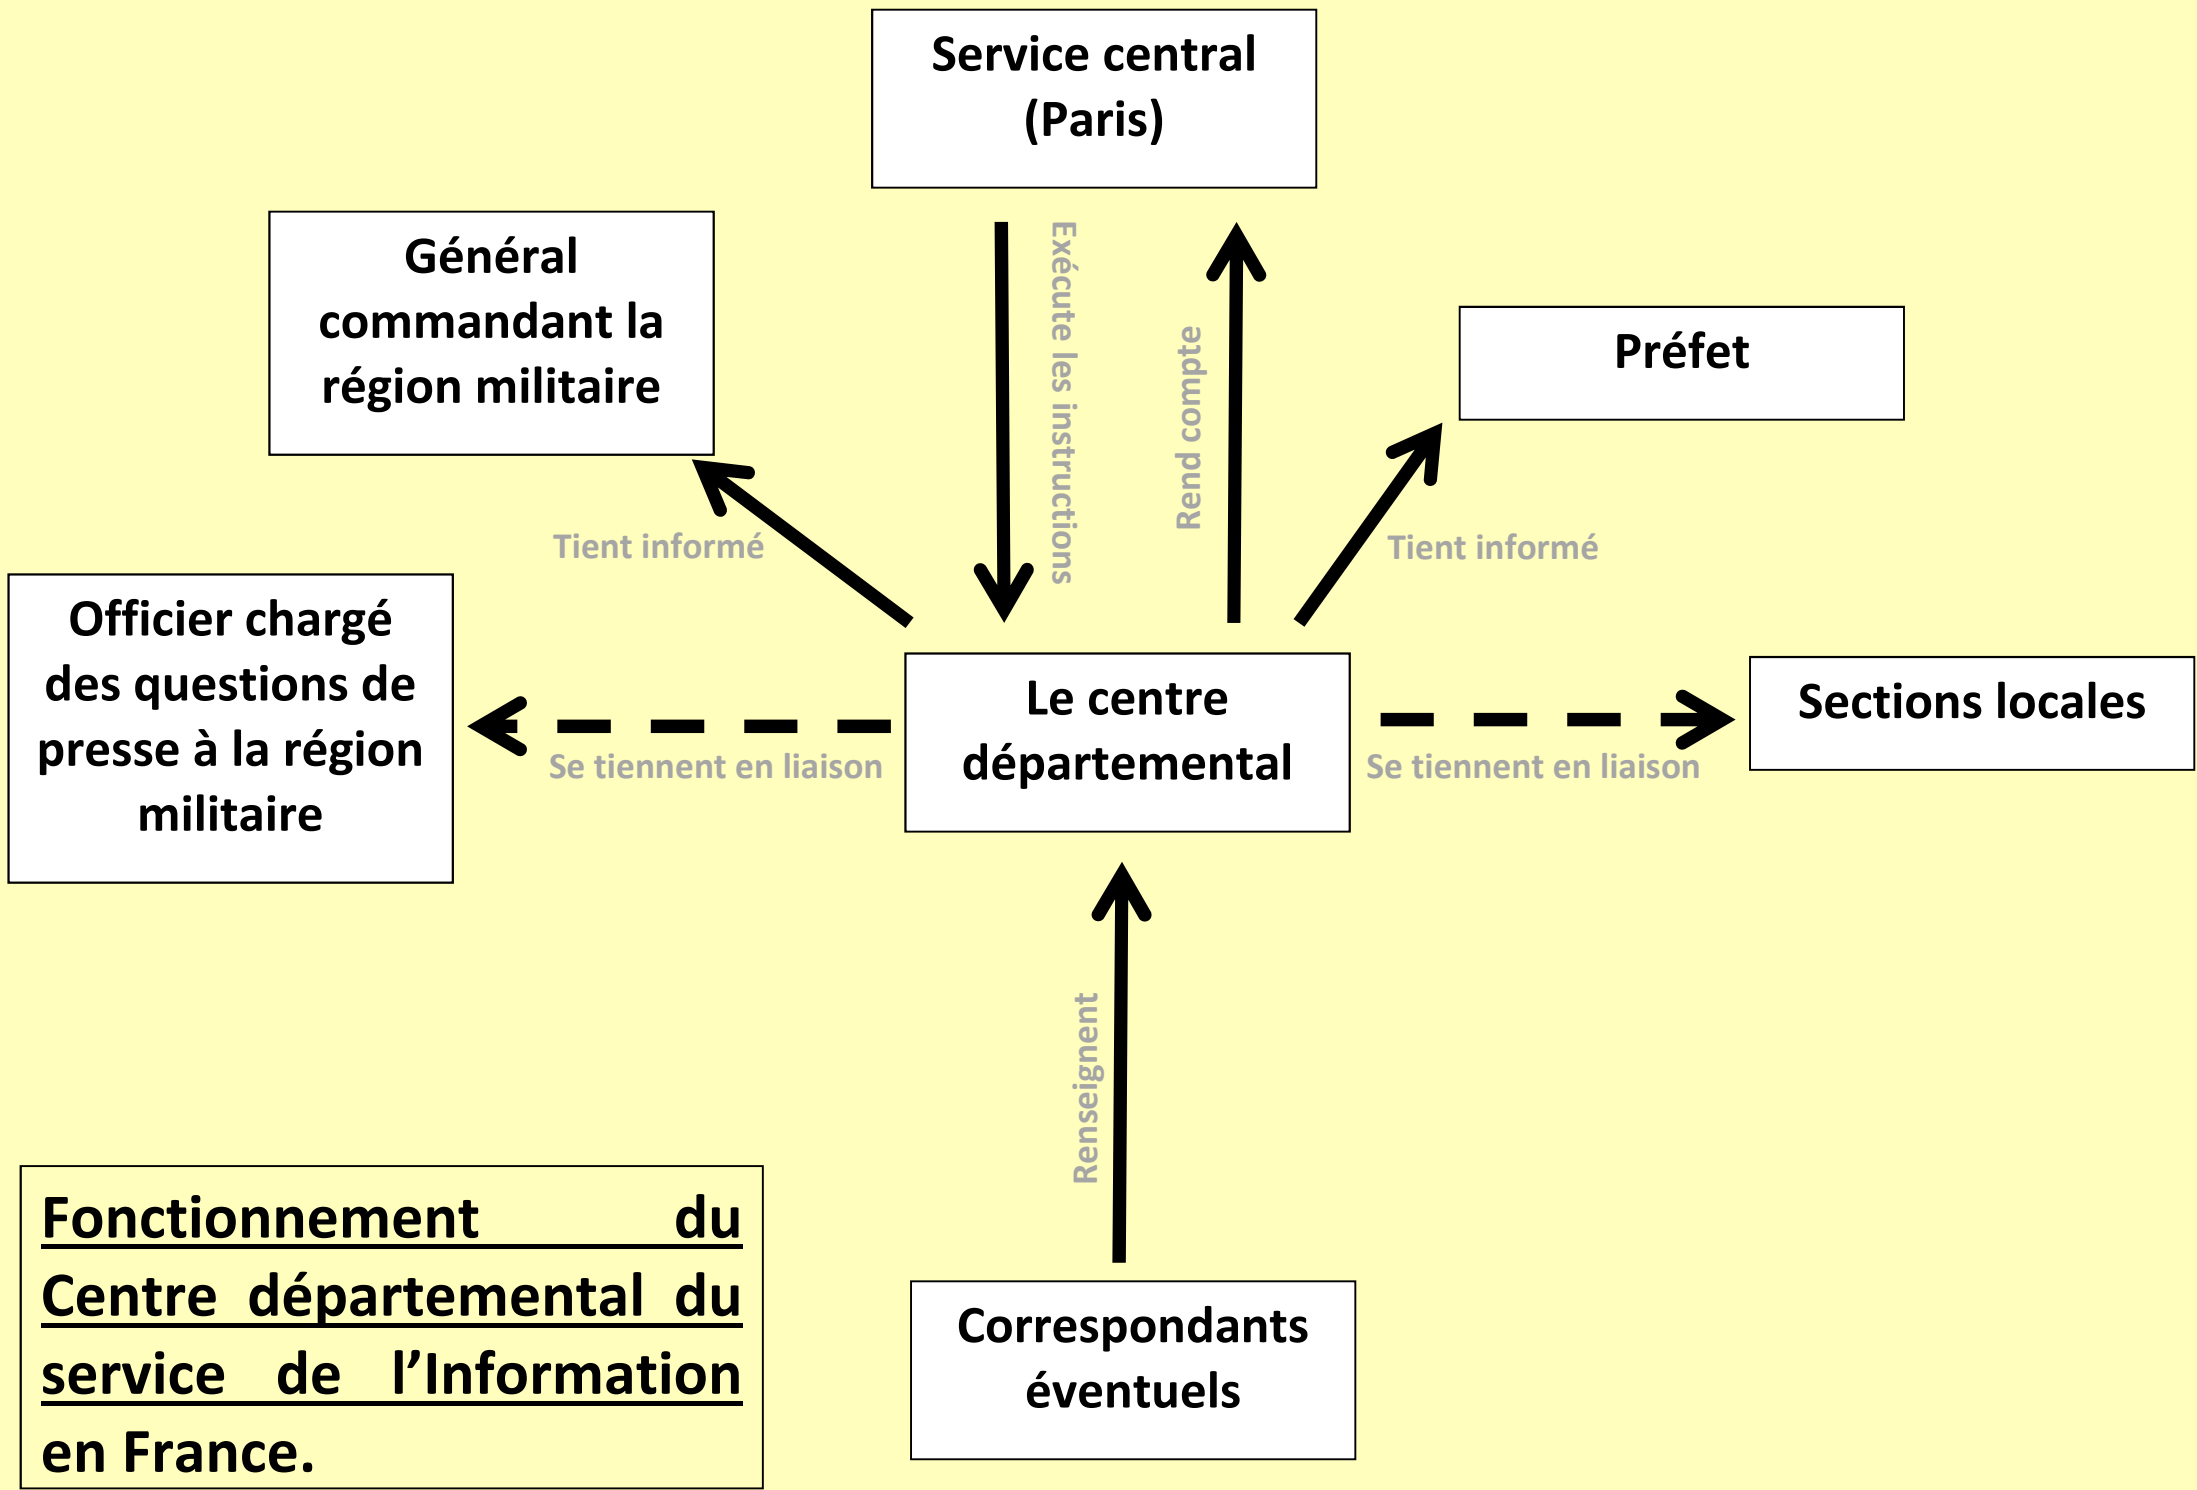 Service central
(Paris)
Général
commandant la
région militaire
Exécute les instructions
Rend compte
Préfet
Tient informé
Tient informé
Officier chargé
des questions de
presse à la région
militaire
Se tiennent en liaison
Le centre
départemental
Se tiennent en liaison
Sections locales
Renseignent
Correspondants
éventuels
Fonctionnement du
Centre départemental du
service de l’Information
en France.